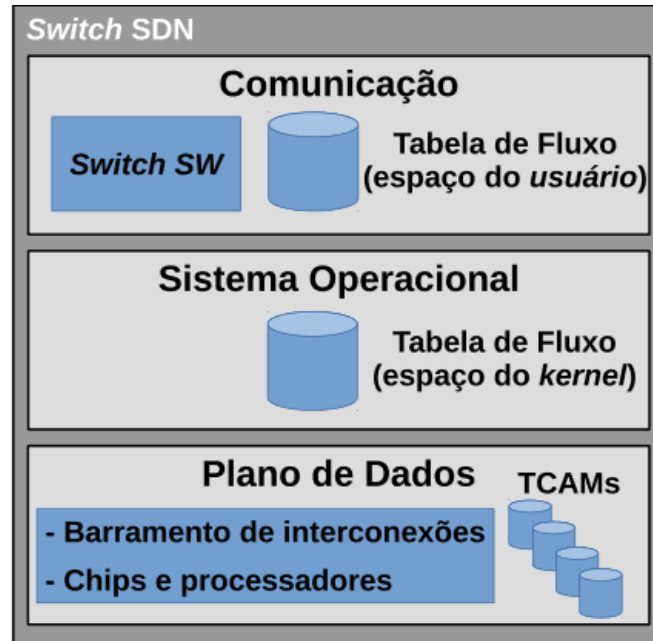 Switch SDN
Comunicação
Switch SW
Tabela de Fluxo
(espaço do usuário)
Sistema Operacional
Tabela de Fluxo
(espaço do kernel)
Plano de Dados
TCAMs
- Barramento de interconexões
- Chips e processadores